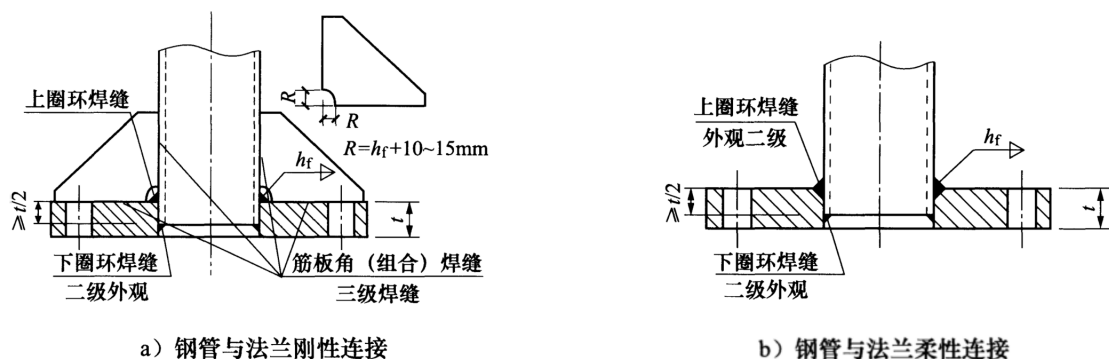 上圈环焊缝
R
R
R=hf+10~15mm
hf
≥t/2
t
下圈环焊缝
二级外观
筋板角（组合）焊缝
三级焊缝
a）钢管与法兰刚性连接
上圈环焊缝
外观二级
hf
≥t/2
t
下圈环焊缝
二级外观
b）钢管与法兰柔性连接